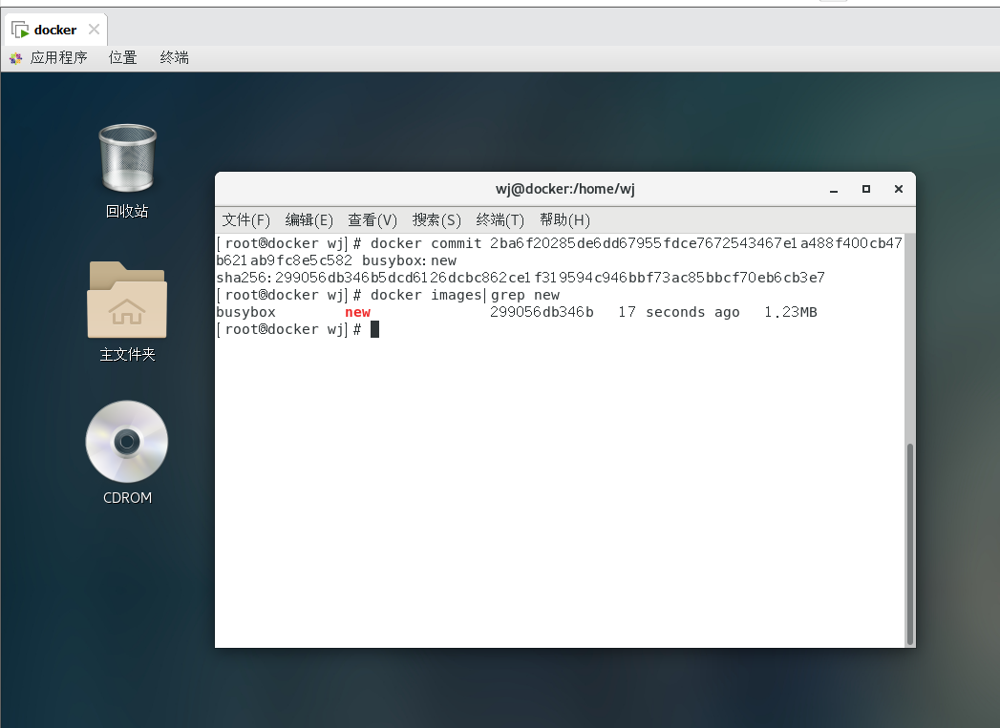 docker
应用程序 位置 终端
回收站
主文件夹
CDROM
wj@docker:/home/wj
文件(F) 编辑(E) 查看(V) 搜索(S) 终端(T) 帮助(H)
[root@docker wj]# docker commit 2ba6f20285de6dd67955fdce7672543467e1a488f400cb47
b621ab9fc8e5c582 busybox:new
sha256:299056db346b5dcd6126dcbc862ce1f319594c946bbf73ac85bbcf70eb6cb3e7
[root@docker wj]# docker images|grep new
busybox new 299056db346b 17 seconds ago 1.23MB
[root@docker wj]#